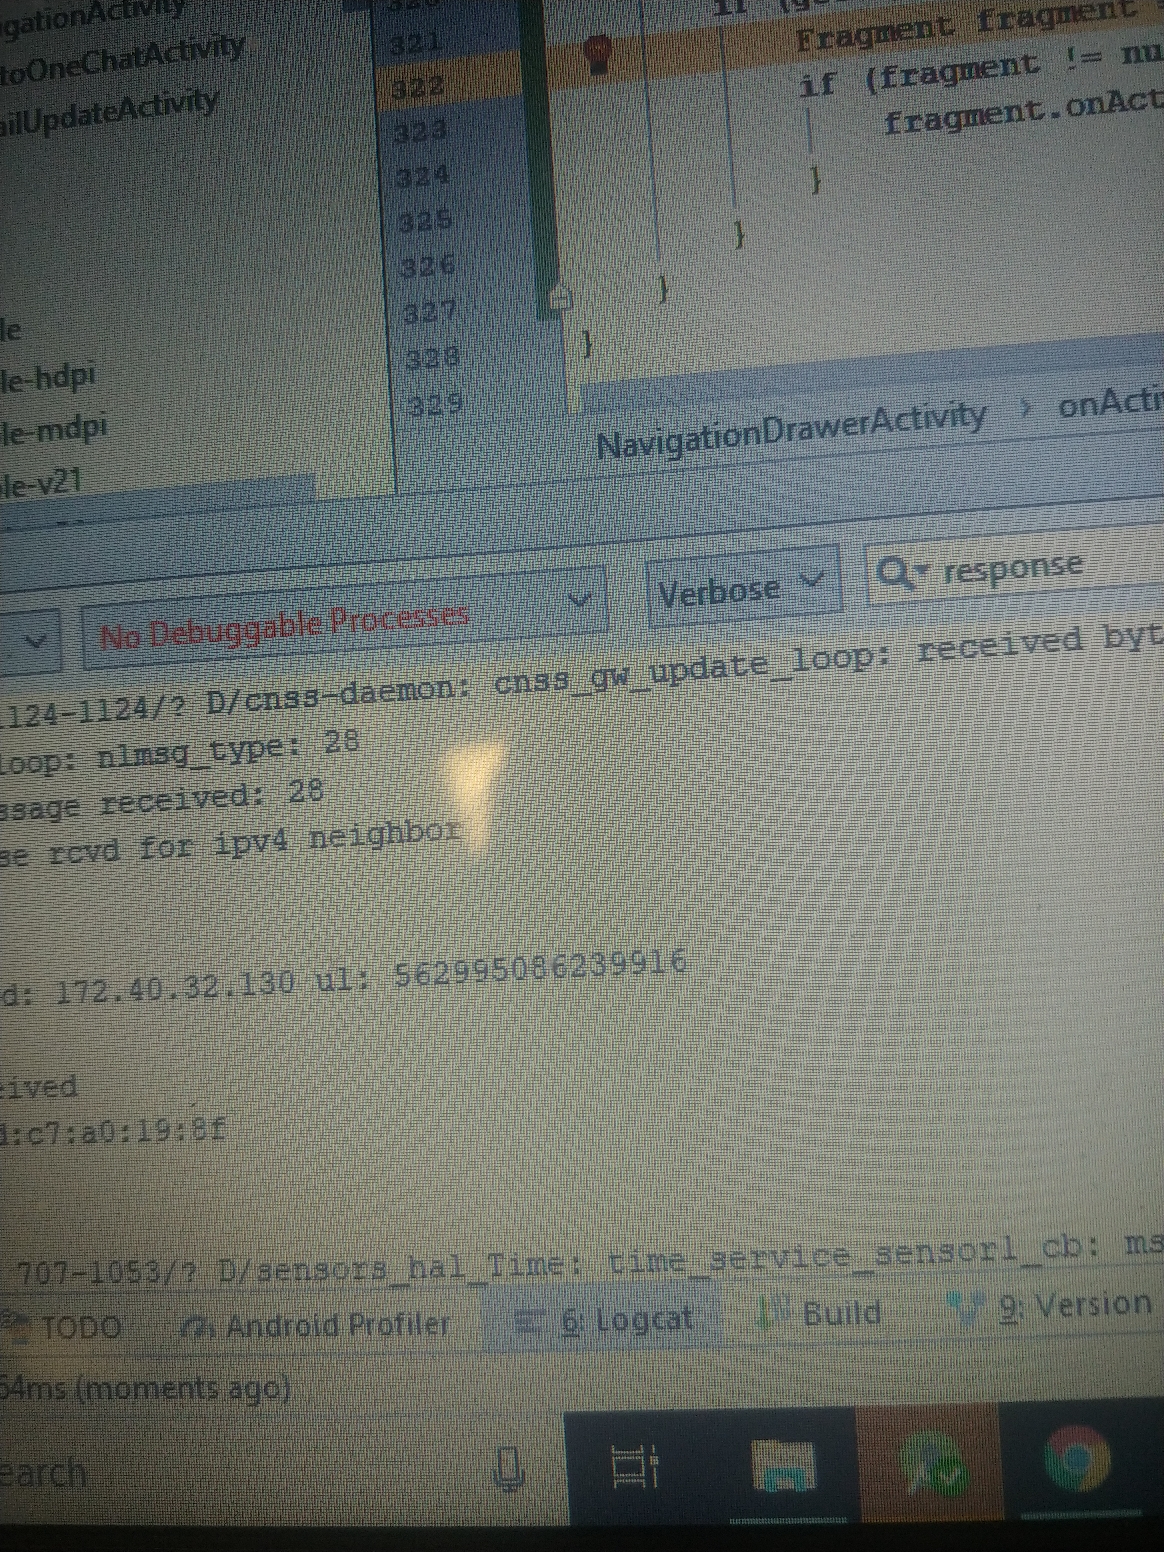 gationActivity
toOneChatActivity
ailUpdateActivity
le
le-hdpi
le-mdpi
le-v21
321
322
323
324
325
326
327
328
329
Fragment fragment
if (fragment != nu
fragment.onAct
}
}
}
}
NavigationDrawerActivity › onActi
No Debuggable Processes
Verbose
response
1124-1124/? D/cnss-daemon: cnss_gw_update_loop: received byt
loop: nlmsg_type: 28
ssage received: 28
se rcvd for ipv4 neighbor
d: 172.40.32.130 ul: 562995086239916
eived
d:c7:a0:19:8f
707-1053/? D/sensors_hal_Time: time_service_sensor1_cb: ms
TODO Android Profiler 6: Logcat Build 9: Version
54ms (moments ago)
earch